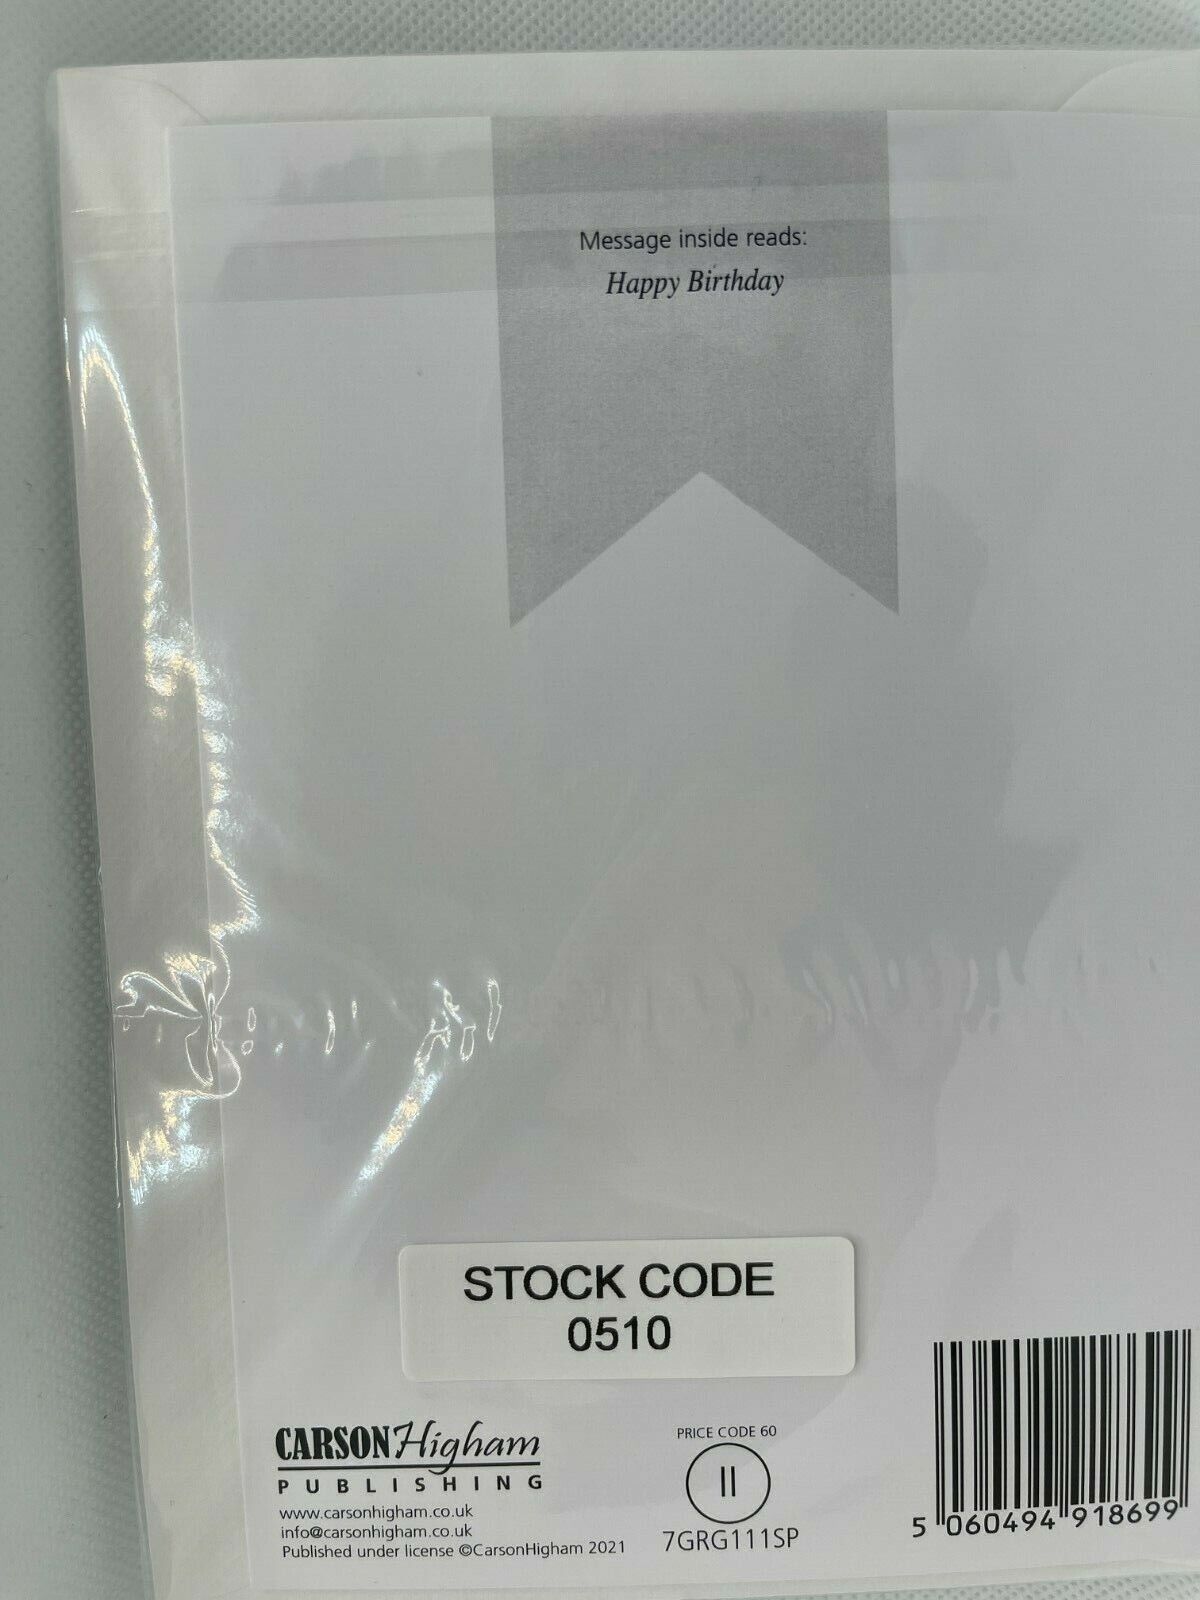 Message inside reads:
Happy Birthday
STOCK CODE
0510
CARSONHigham
PUBLISHING
www.carsonhigham.co.uk
info@carsonhigham.co.uk
Published under license ©CarsonHigham 2021
PRICE CODE 60
II
7GRG111SP
5 060494 918699